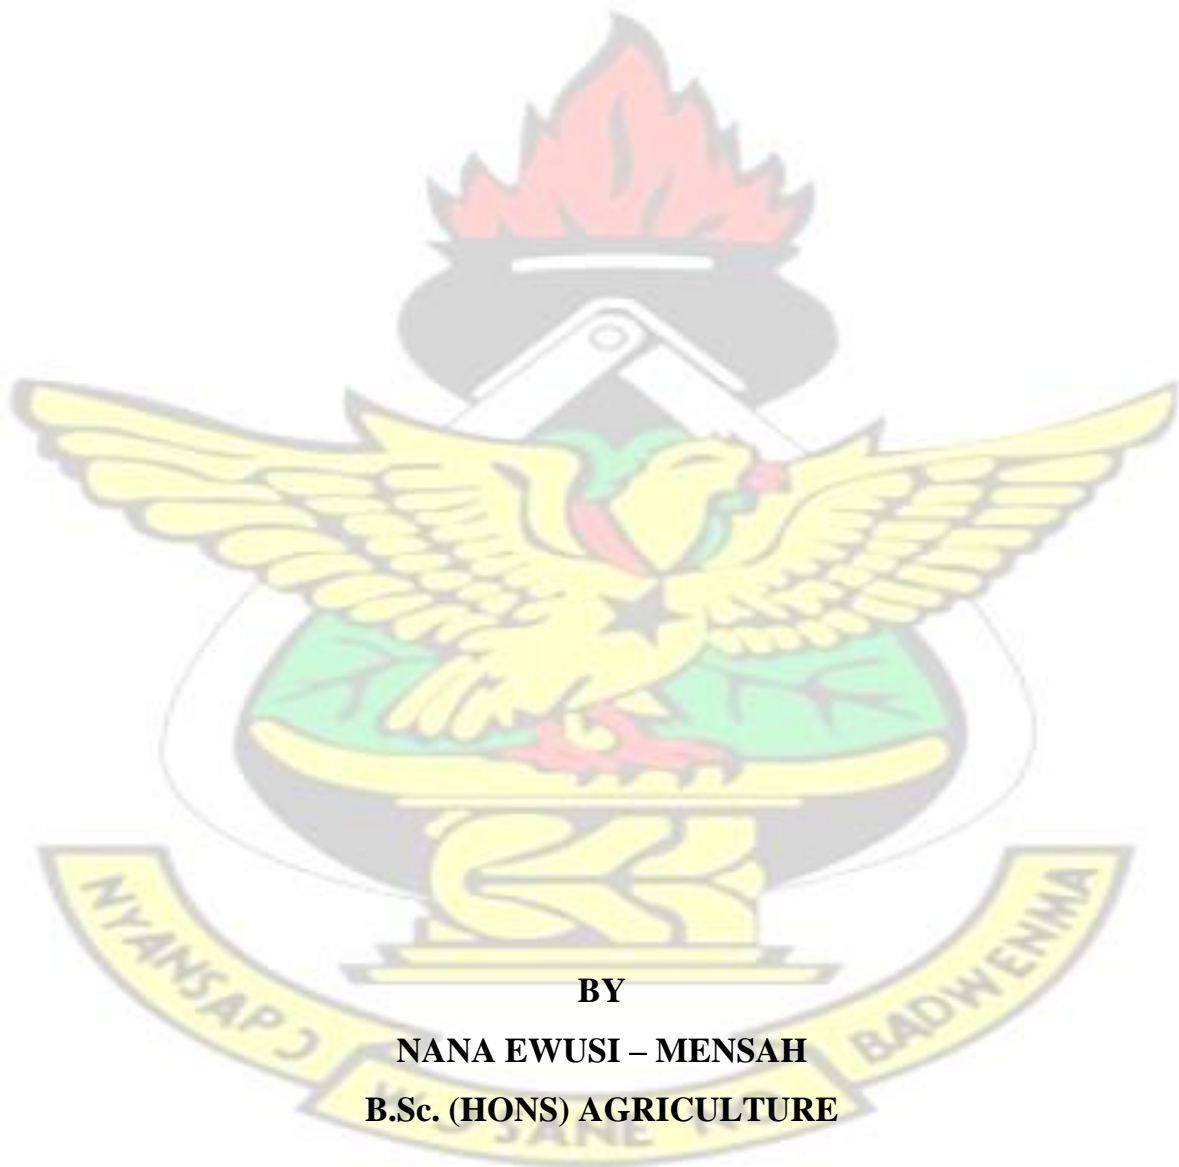 BY
NANA EWUSI – MENSAH
B.Sc. (HONS) AGRICULTURE
NYANSAPƆ
BADWENMA